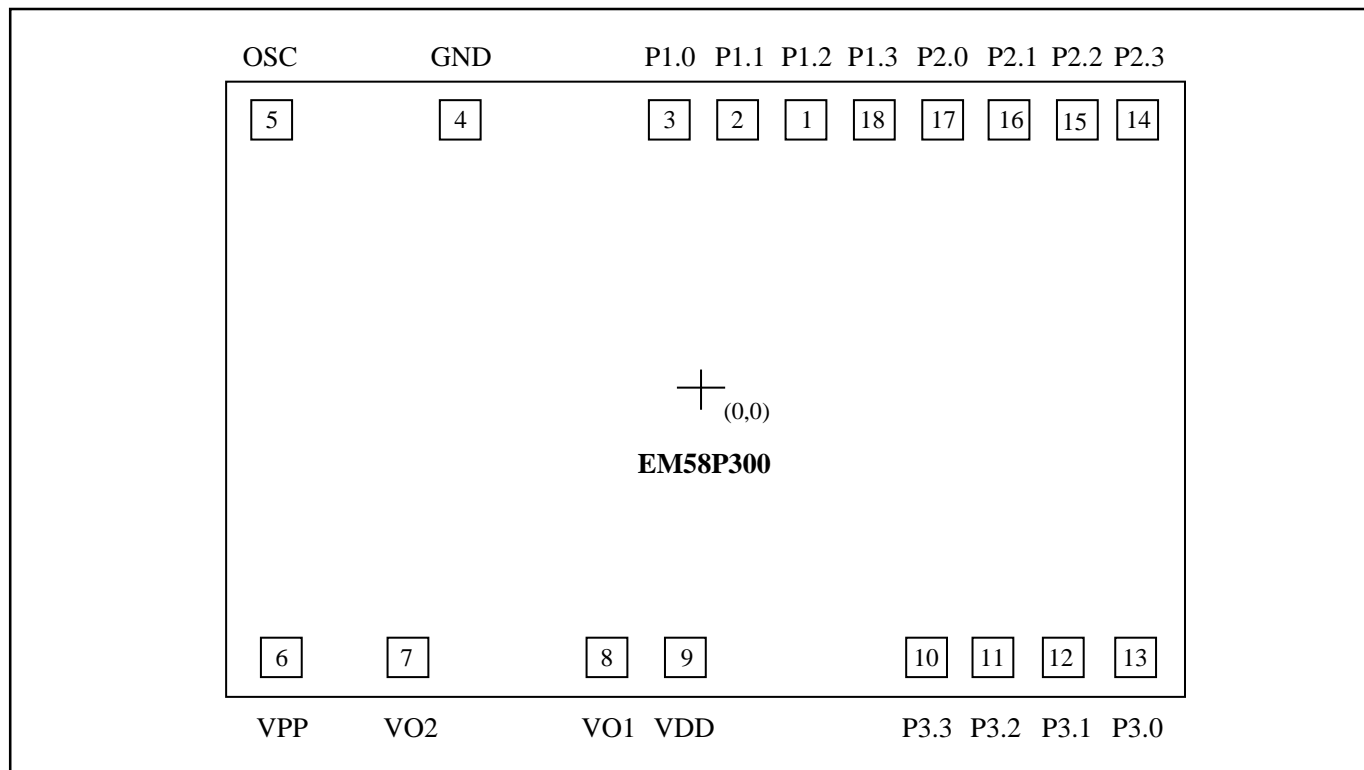 OSC GND P1.0 P1.1 P1.2 P1.3 P2.0 P2.1 P2.2 P2.3
5 4 3 2 1 18 17 16 15 14
(0,0)
EM58P300
6 7 8 9 10 11 12 13
VPP VO2 VO1 VDD P3.3 P3.2 P3.1 P3.0